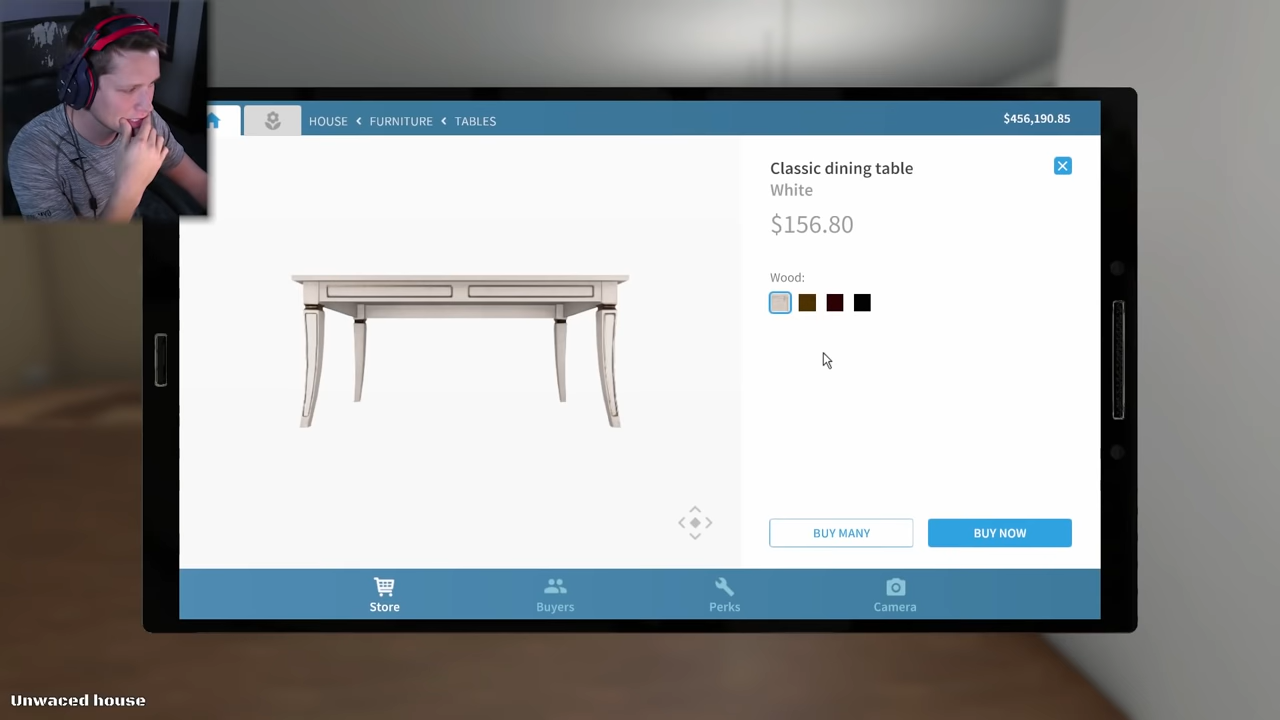 HOUSE < FURNITURE < TABLES
$456,190.85
Classic dining table
White
$156.80
Wood:
BUY MANY
BUY NOW
Store
Buyers
Perks
Camera
Unwaced house